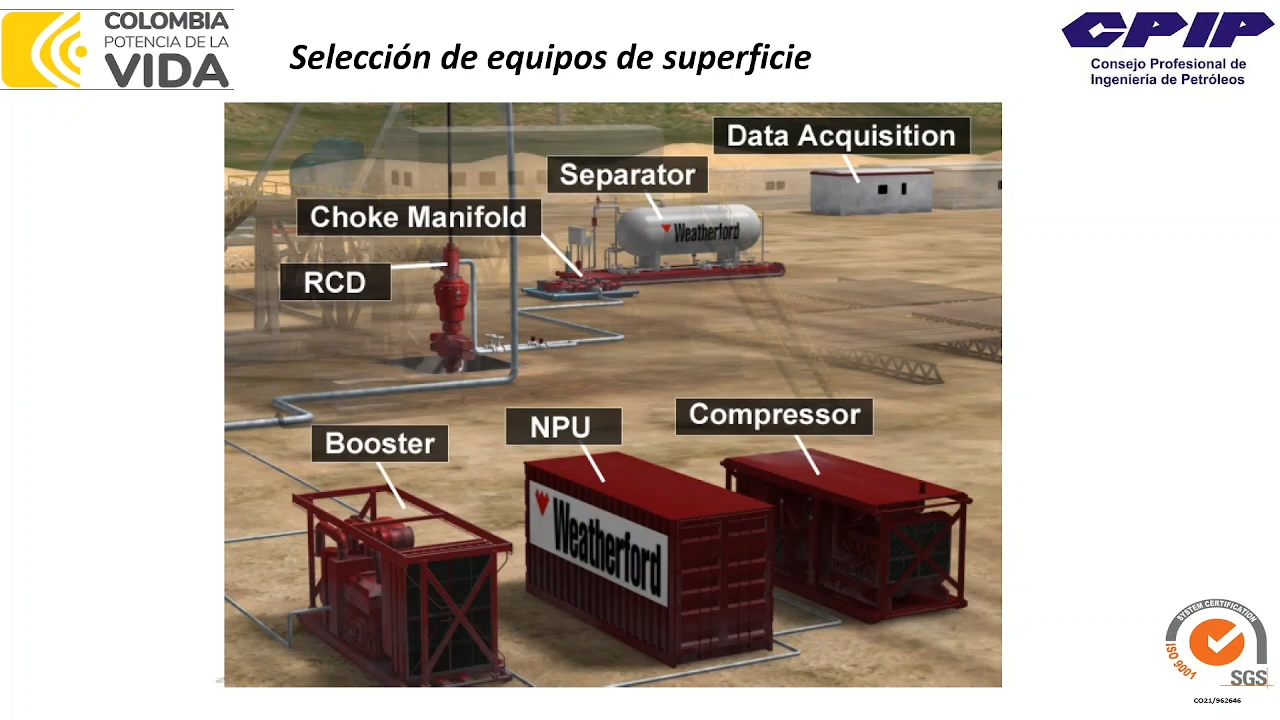 COLOMBIA
POTENCIA DE LA
VIDA
Selección de equipos de superficie
CPIP
Consejo Profesional de
Ingeniería de Petróleos
Data Acquisition
Separator
Choke Manifold
Weatherford
RCD
Compressor
NPU
Booster
Weatherford
SYSTEM CERTIFICATION
ISO 9001
SGS
CO21/962646